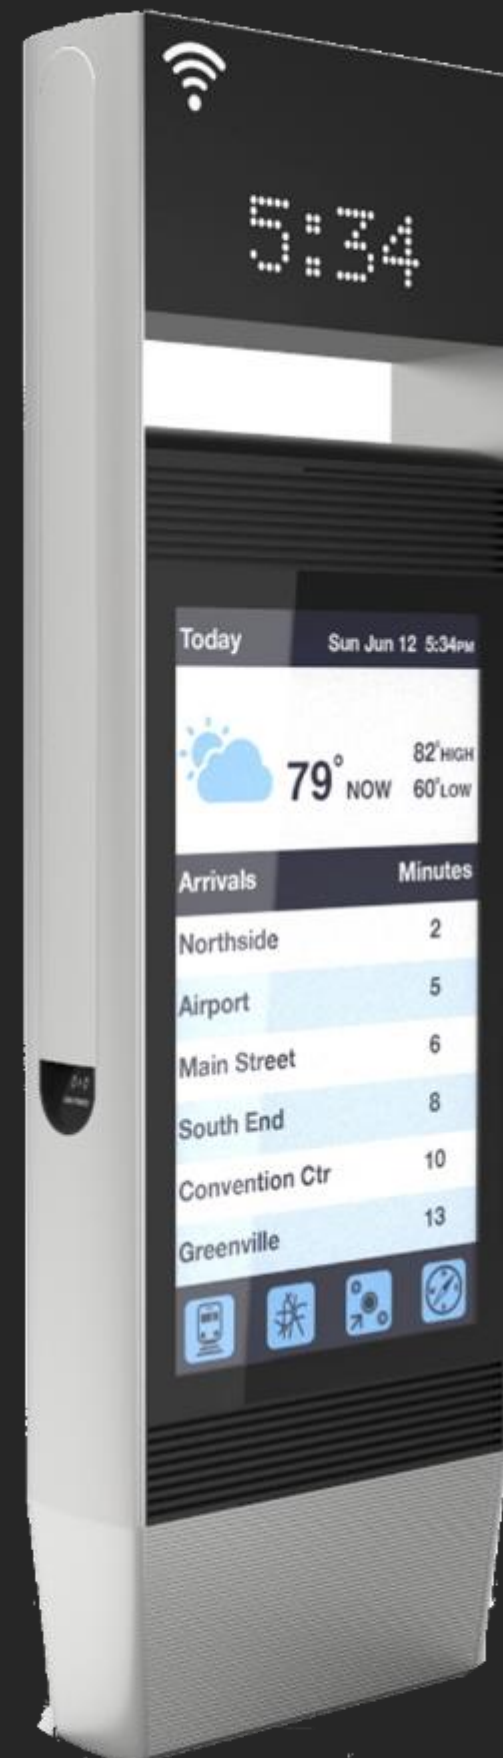 5:34
Today Sun Jun 12 5:34PM
79° NOW 82° HIGH
60° LOW
Arrivals Minutes
Northside 2
Airport 5
Main Street 6
South End 8
Convention Ctr 10
Greenville 13